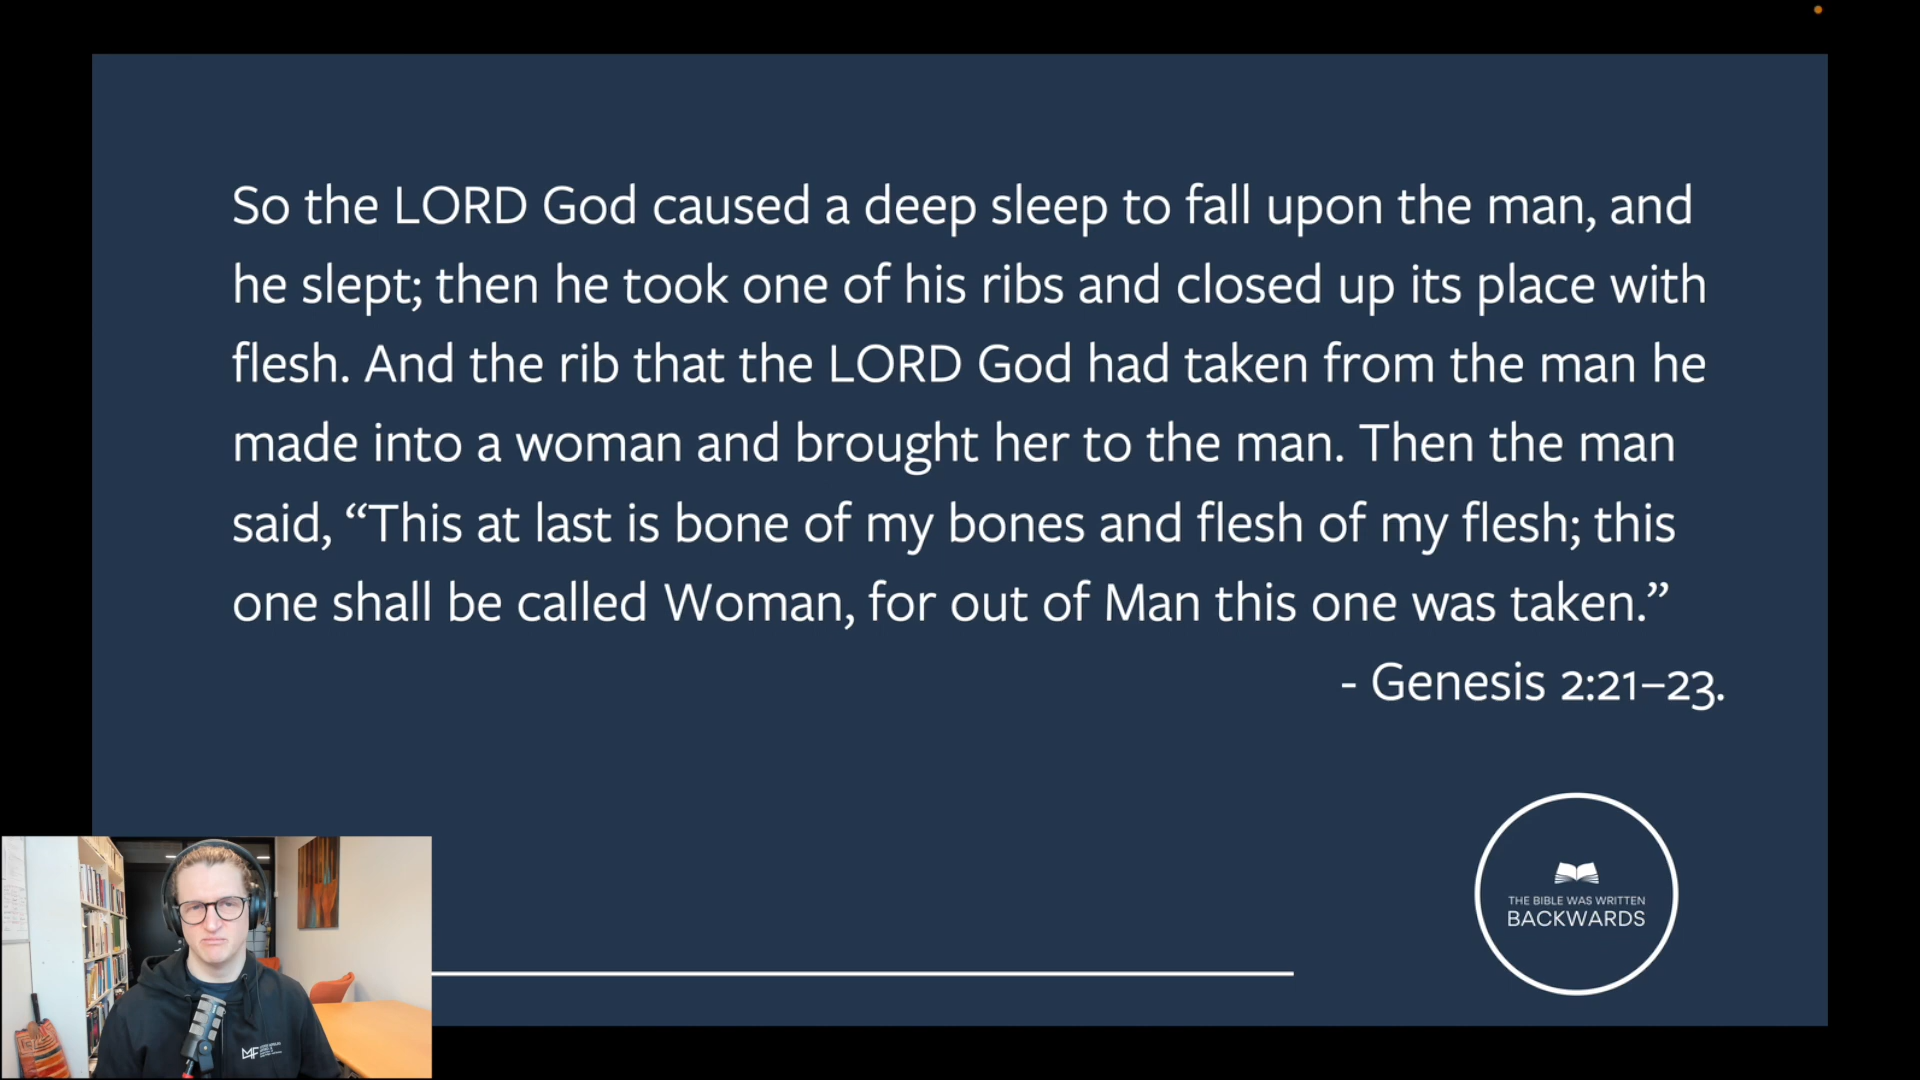 So the LORD God caused a deep sleep to fall upon the man, and
he slept; then he took one of his ribs and closed up its place with
flesh. And the rib that the LORD God had taken from the man he
made into a woman and brought her to the man. Then the man
said, “This at last is bone of my bones and flesh of my flesh; this
one shall be called Woman, for out of Man this one was taken.”
- Genesis 2:21–23.
THE BIBLE WAS WRITTEN
BACKWARDS
MF